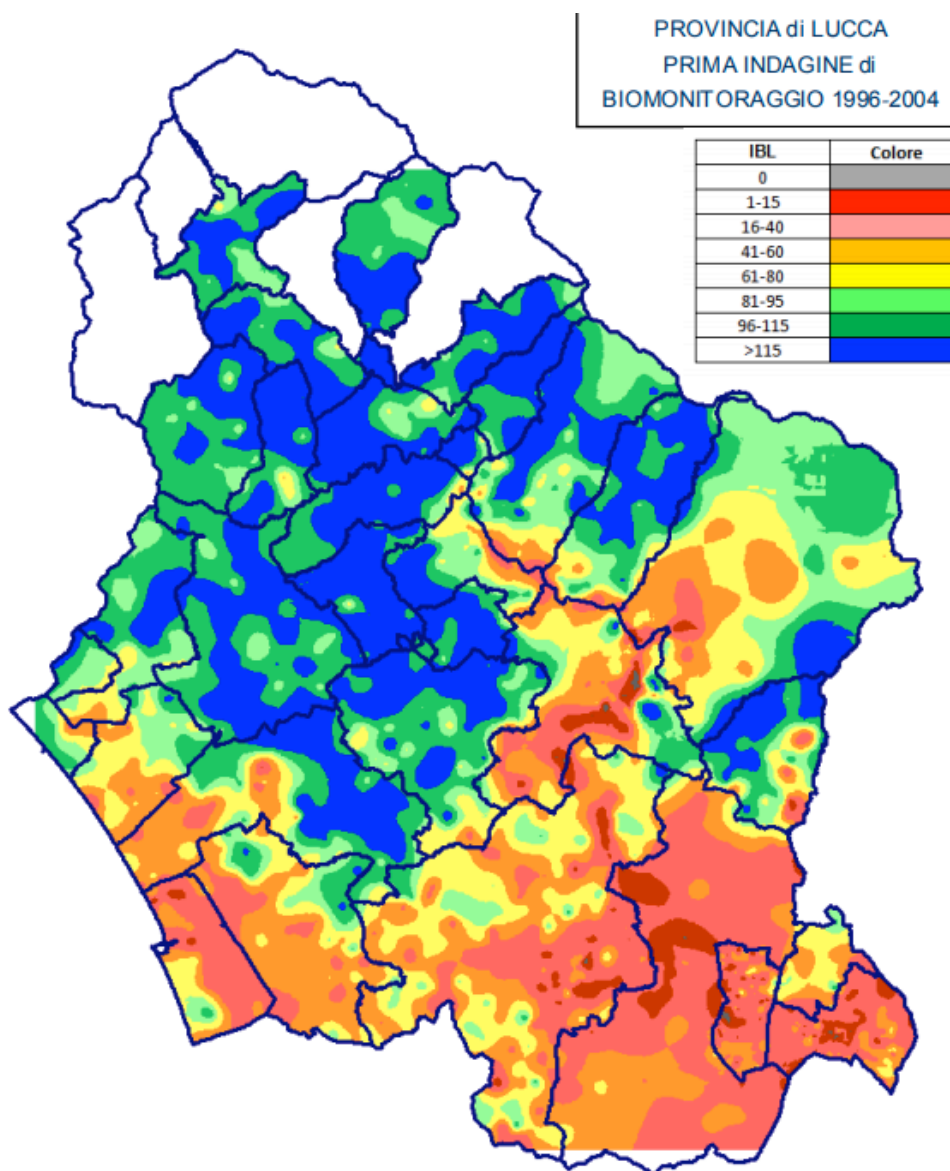 PROVINCIA di LUCCA
PRIMA INDAGINE di
BIOMONITORAGGIO 1996-2004
IBL Colore
0
1-15
16-40
41-60
61-80
81-95
96-115
>115